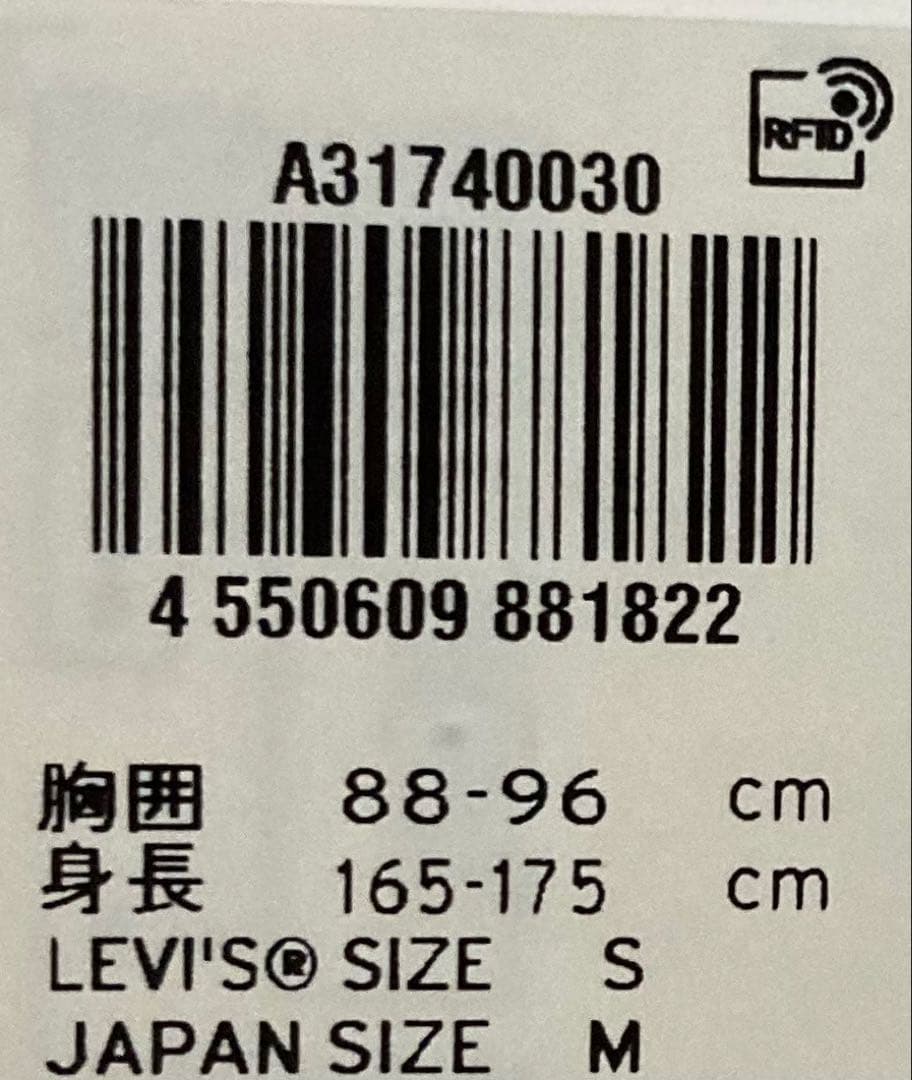 RFID
A31740030
4 550609 881822
胸囲 88-96 cm
身長 165-175 cm
LEVI'S® SIZE S
JAPAN SIZE M